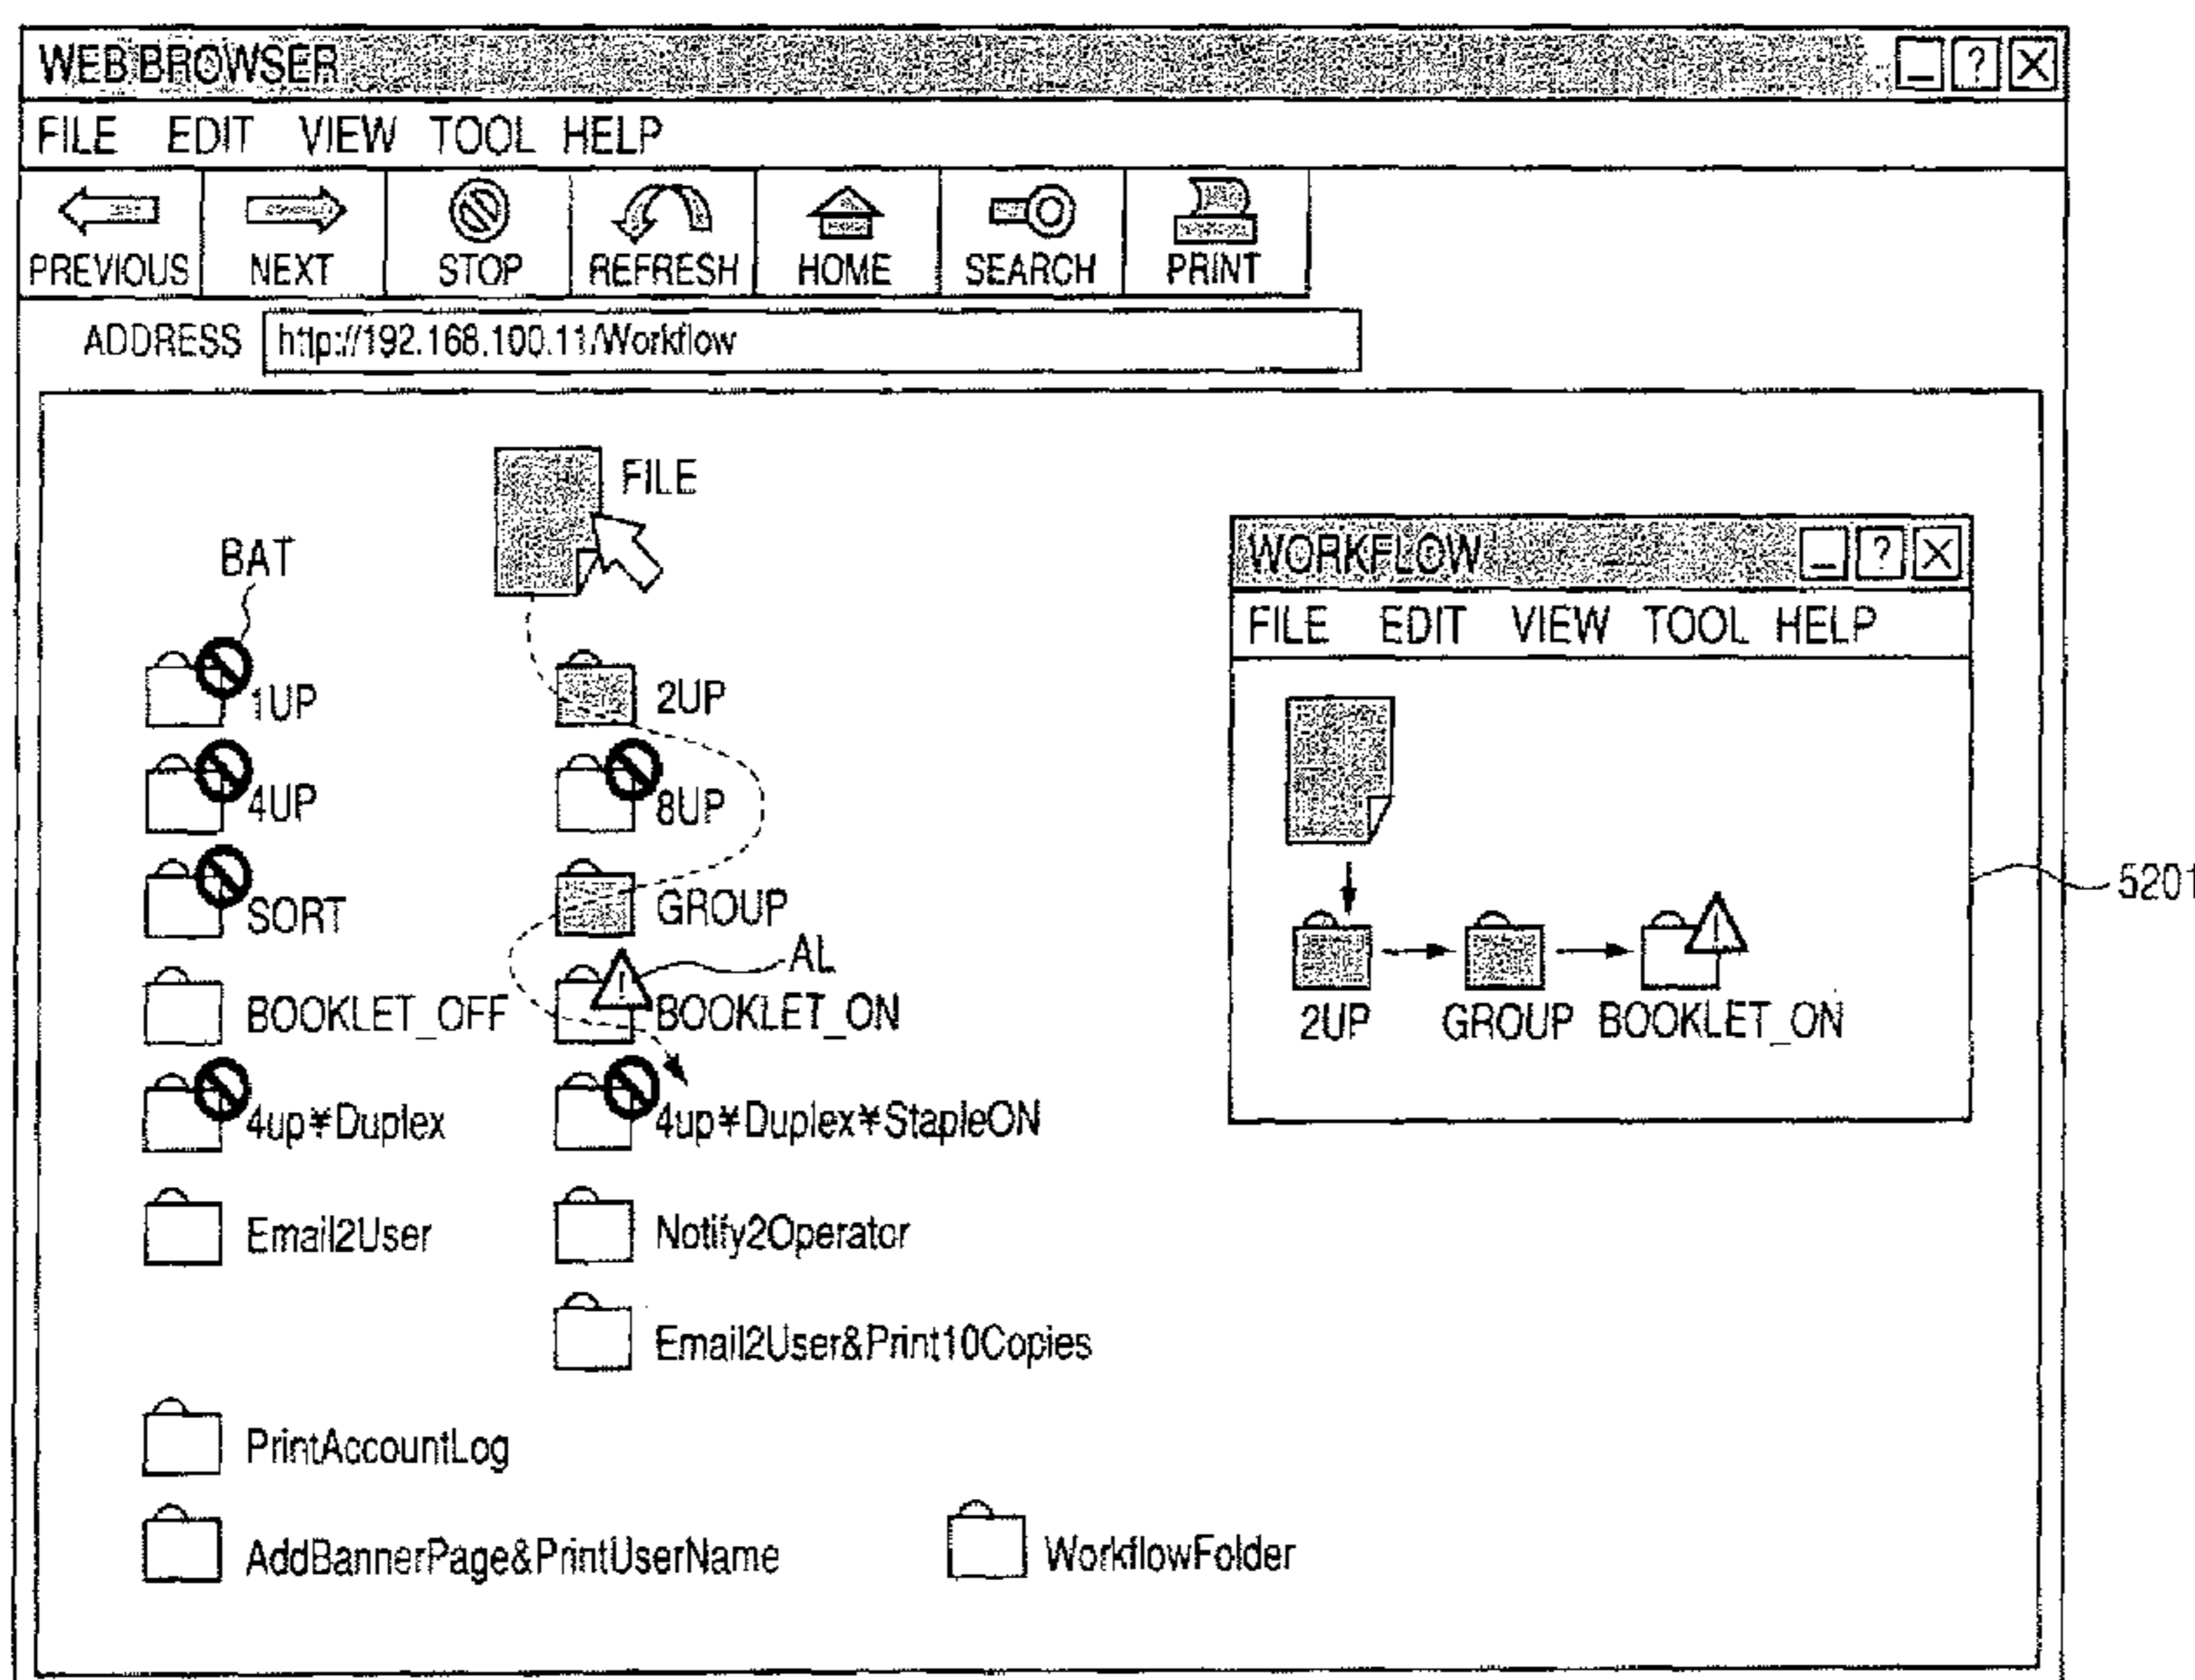 WEB BROWSER
FILE EDIT VIEW TOOL HELP
PREVIOUS NEXT STOP REFRESH HOME SEARCH PRINT
ADDRESS http://192.168.100.11/Workflow
FILE
BAT
1UP 2UP
4UP 8UP
SORT GROUP
AL
BOOKLET_OFF BOOKLET_ON
4up¥Duplex 4up¥Duplex¥StapleON
Email2User Notify2Operator
Email2User&Print10Copies
PrintAccountLog
AddBannerPage&PrintUserName WorkflowFolder
WORKFLOW
FILE EDIT VIEW TOOL HELP
2UP GROUP BOOKLET_ON
5201